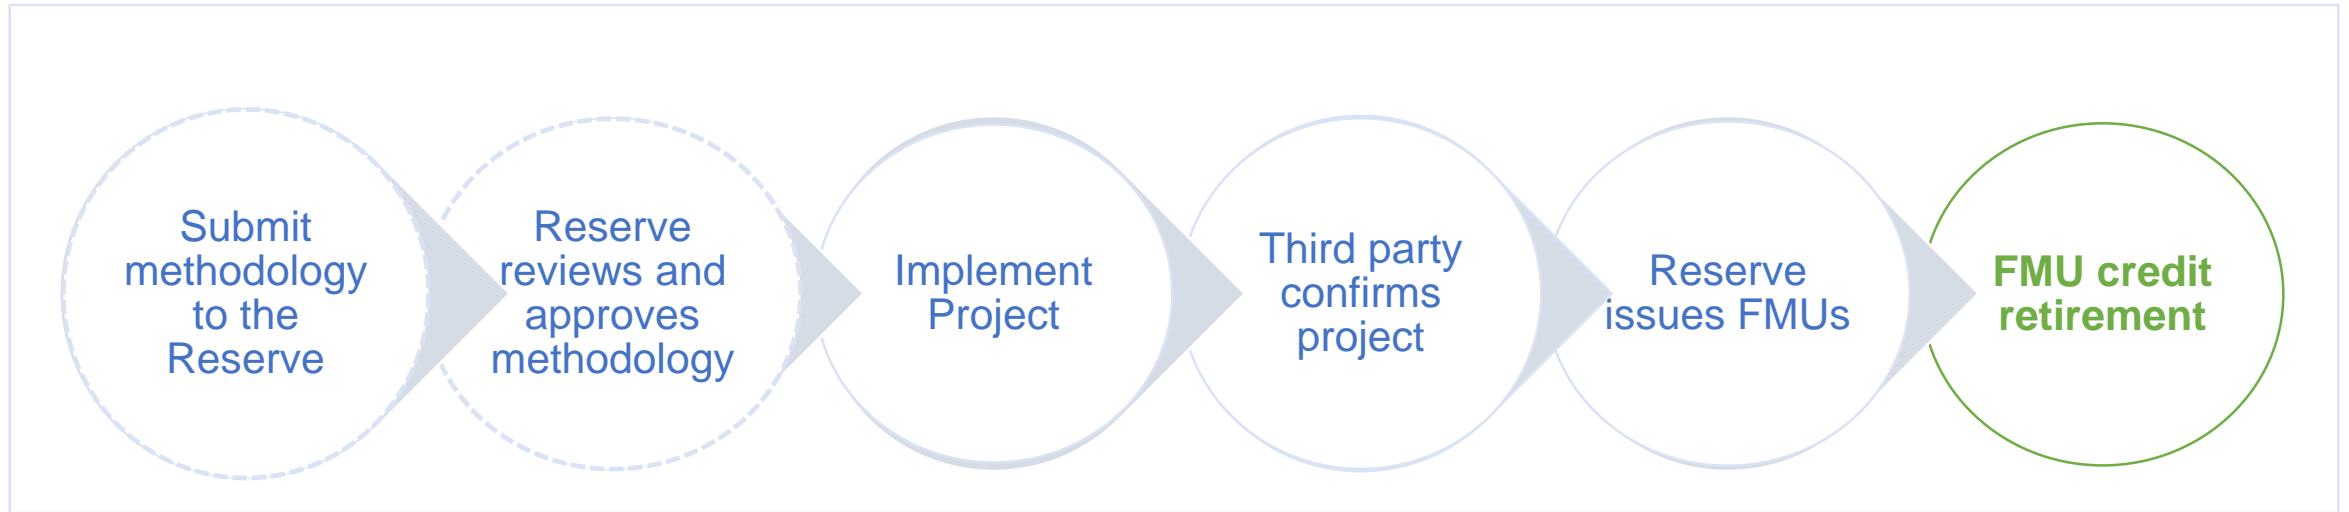 Submit
methodology
to the
Reserve
Reserve
reviews and
approves
methodology
Implement
Project
Third party
confirms
project
Reserve
issues FMUs
FMU credit
retirement